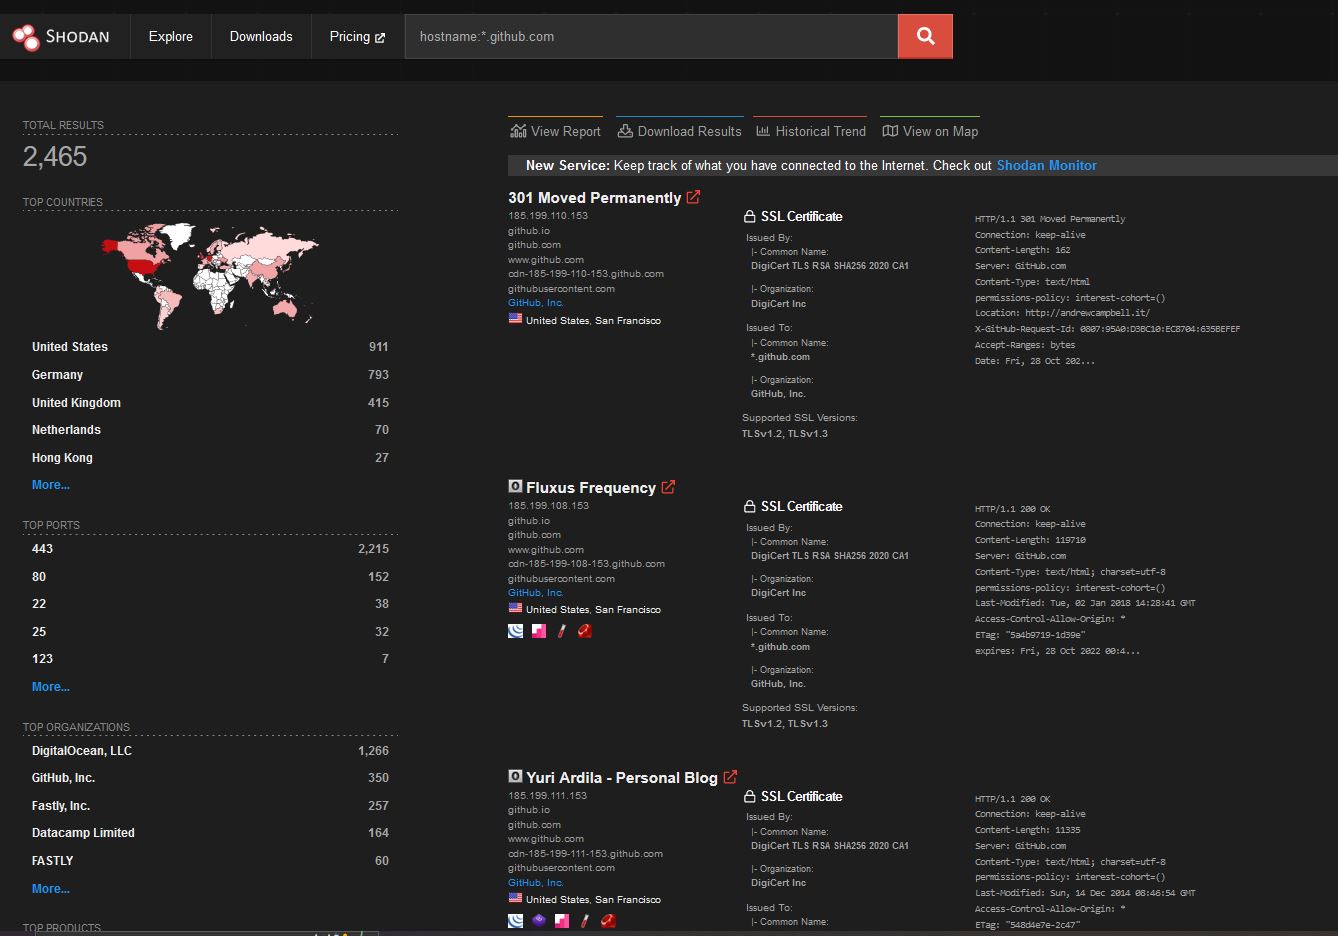 SHODAN Explore Downloads Pricing hostname:*.github.com
TOTAL RESULTS
2,465
TOP COUNTRIES
United States 911
Germany 793
United Kingdom 415
Netherlands 70
Hong Kong 27
More...
TOP PORTS
443 2,215
80 152
22 38
25 32
123 7
More...
TOP ORGANIZATIONS
DigitalOcean, LLC 1,266
GitHub, Inc. 350
Fastly, Inc. 257
Datacamp Limited 164
FASTLY 60
More...
TOP PRODUCTS
View Report Download Results Historical Trend View on Map
New Service: Keep track of what you have connected to the Internet. Check out Shodan Monitor
301 Moved Permanently
185.199.110.153
github.io
github.com
www.github.com
cdn-185-199-110-153.github.com
githubusercontent.com
GitHub, Inc.
United States, San Francisco
SSL Certificate
Issued By:
|- Common Name:
DigiCert TLS RSA SHA256 2020 CA1
|- Organization:
DigiCert Inc
Issued To:
|- Common Name:
*.github.com
|- Organization:
GitHub, Inc.
Supported SSL Versions:
TLSv1.2, TLSv1.3
HTTP/1.1 301 Moved Permanently
Connection: keep-alive
Content-Length: 162
Server: GitHub.com
Content-Type: text/html
permissions-policy: interest-cohort=()
Location: http://andrewcampbell.it/
X-GitHub-Request-Id: 0807:95A0:D3BC10:EC8704:635BEFEF
Accept-Ranges: bytes
Date: Fri, 28 Oct 202...
Fluxus Frequency
185.199.108.153
github.io
github.com
www.github.com
cdn-185-199-108-153.github.com
githubusercontent.com
GitHub, Inc.
United States, San Francisco
SSL Certificate
Issued By:
|- Common Name:
DigiCert TLS RSA SHA256 2020 CA1
|- Organization:
DigiCert Inc
Issued To:
|- Common Name:
*.github.com
|- Organization:
GitHub, Inc.
Supported SSL Versions:
TLSv1.2, TLSv1.3
HTTP/1.1 200 OK
Connection: keep-alive
Content-Length: 119710
Server: GitHub.com
Content-Type: text/html; charset=utf-8
permissions-policy: interest-cohort=()
Last-Modified: Tue, 02 Jan 2018 14:28:41 GMT
Access-Control-Allow-Origin: *
ETag: "5a4b9719-1d39e"
expires: Fri, 28 Oct 2022 00:4...
Yuri Ardila - Personal Blog
185.199.111.153
github.io
github.com
www.github.com
cdn-185-199-111-153.github.com
githubusercontent.com
GitHub, Inc.
United States, San Francisco
SSL Certificate
Issued By:
|- Common Name:
DigiCert TLS RSA SHA256 2020 CA1
|- Organization:
DigiCert Inc
Issued To:
|- Common Name:
HTTP/1.1 200 OK
Connection: keep-alive
Content-Length: 11335
Server: GitHub.com
Content-Type: text/html; charset=utf-8
permissions-policy: interest-cohort=()
Last-Modified: Sun, 14 Dec 2014 08:46:54 GMT
Access-Control-Allow-Origin: *
ETag: "548d4e7e-2c47"